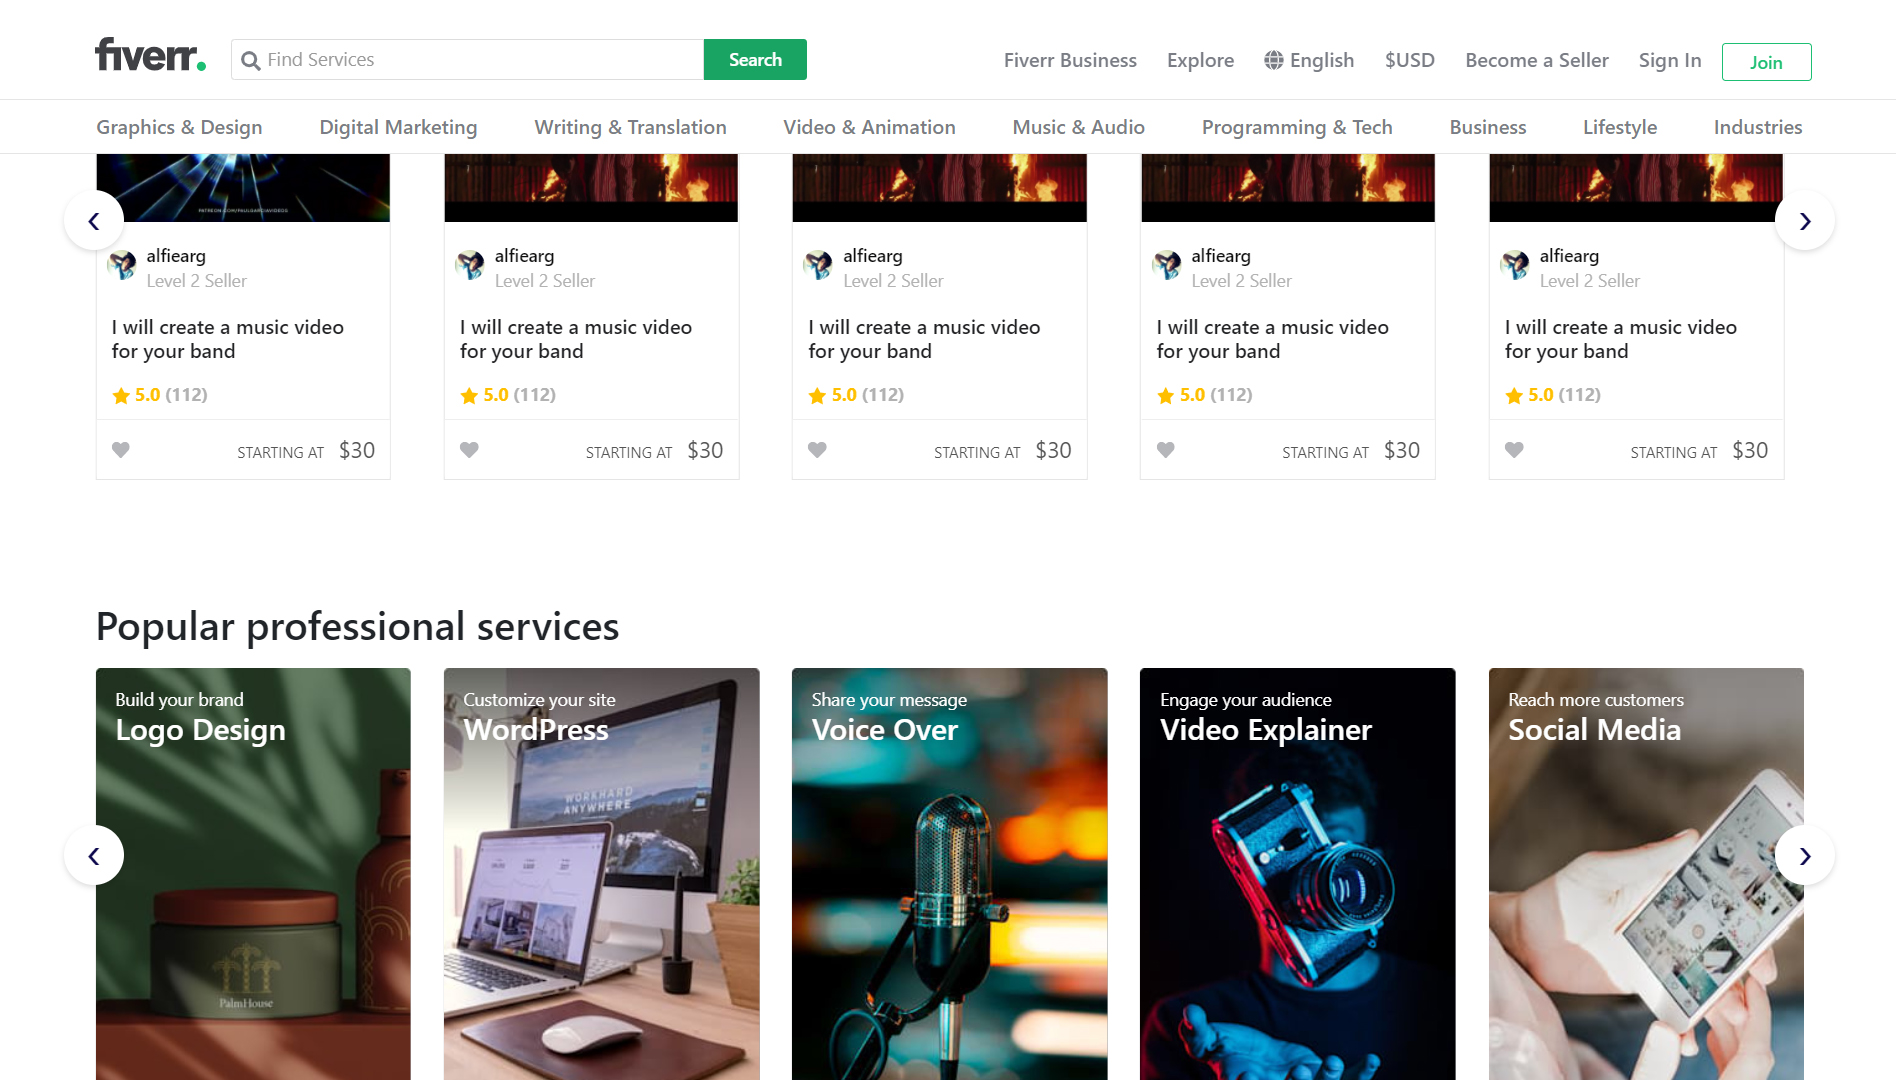 fiverr.
Find Services
Search
Fiverr Business
Explore
English
$USD
Become a Seller
Sign In
Join
Graphics & Design
Digital Marketing
Writing & Translation
Video & Animation
Music & Audio
Programming & Tech
Business
Lifestyle
Industries
PATREON.COM/PAULGARCIAVIDEOS
alfiearg
Level 2 Seller
I will create a music video
for your band
5.0 (112)
STARTING AT $30
alfiearg
Level 2 Seller
I will create a music video
for your band
5.0 (112)
STARTING AT $30
alfiearg
Level 2 Seller
I will create a music video
for your band
5.0 (112)
STARTING AT $30
alfiearg
Level 2 Seller
I will create a music video
for your band
5.0 (112)
STARTING AT $30
alfiearg
Level 2 Seller
I will create a music video
for your band
5.0 (112)
STARTING AT $30
Popular professional services
Build your brand
Logo Design
PalmHouse
Customize your site
WordPress
WORKHARD
ANYWHERE
Share your message
Voice Over
Engage your audience
Video Explainer
Reach more customers
Social Media